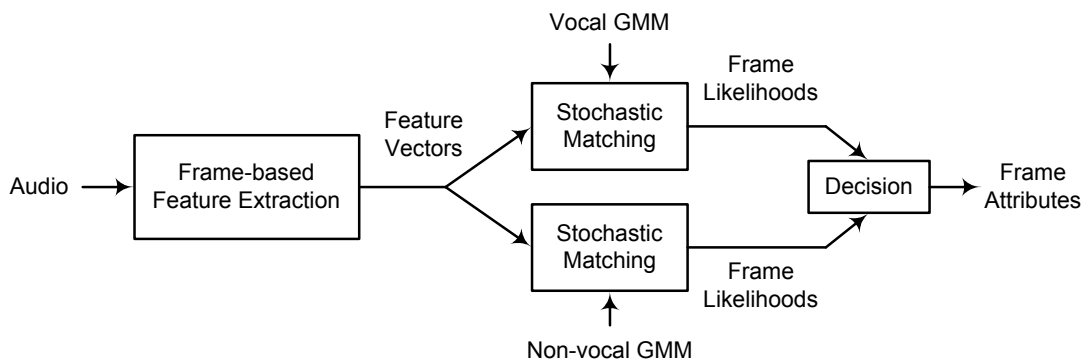 Vocal GMM
Frame
Likelihoods
Stochastic
Matching
Feature
Vectors
Audio
Frame-based
Feature Extraction
Decision
Frame
Attributes
Stochastic
Matching
Frame
Likelihoods
Non-vocal GMM